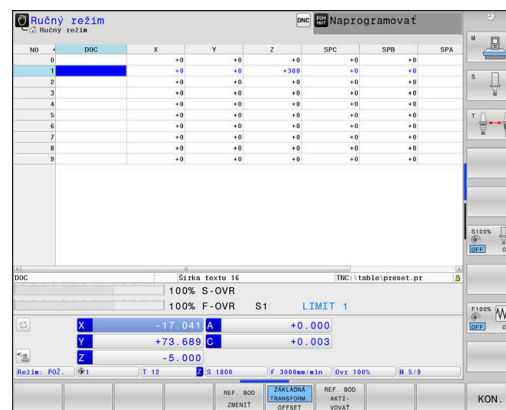 Ručný režim
Ručný režim
DNC
Naprogramovať
NO DOC X Y Z SPC SPB SPA
0 +0 +0 +0 +0 +0
1 +0 +0 +300 +0 +0
2 +0 +0 +0 +0 +0
3 +0 +0 +0 +0 +0
4 +0 +0 +0 +0 +0
5 +0 +0 +0 +0 +0
6 +0 +0 +0 +0 +0
7 +0 +0 +0 +0 +0
8 +0 +0 +0 +0 +0
9 +0 +0 +0 +0 +0
DOC Šírka textu 16 TNC:\table\preset.pr
100% S-OVR
100% F-OVR S1 LIMIT 1
X -17.041 A +0.000
Y +73.689 C +0.003
Z -5.000
Režim: POŽ. 1 T 12 Z S 1800 F 3000mm/min Ovr 100% M 5/9
REF. BOD
ZMENIŤ
ZÁKLADNÁ
TRANSFORM
OFFSET
REF. BOD
AKTI-
VOVAŤ
KON.
M
S
T
S100%
OFF
F100%
OFF